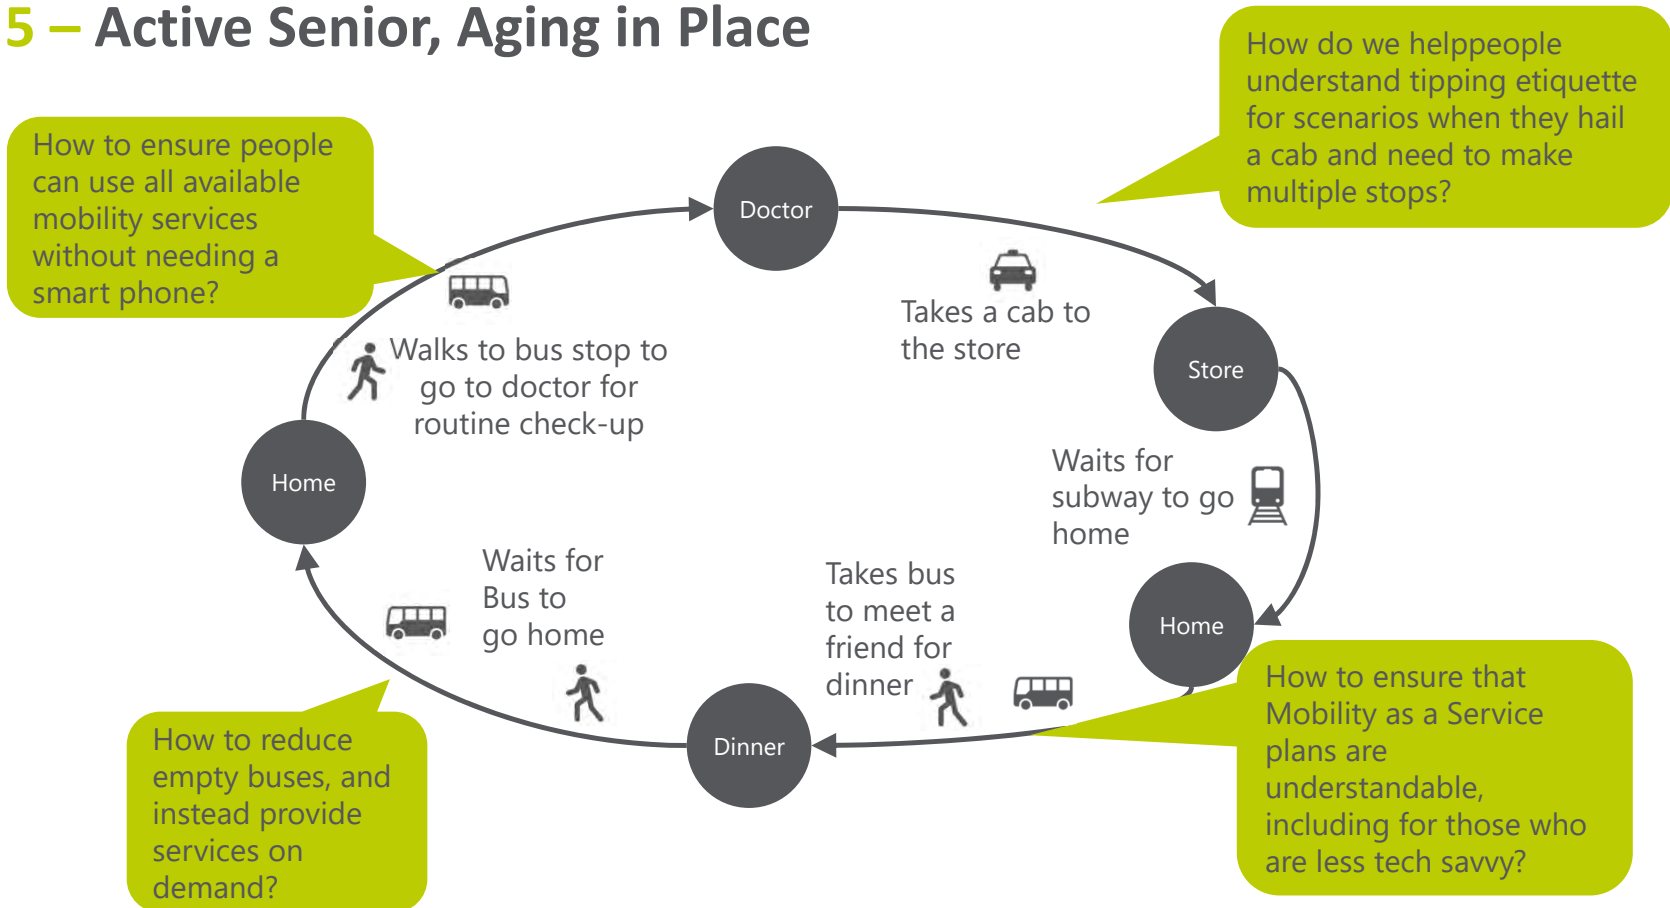 5 – Active Senior, Aging in Place
How do we helppeople
understand tipping etiquette
for scenarios when they hail
a cab and need to make
multiple stops?
How to ensure people
can use all available
mobility services
without needing a
smart phone?
Doctor
Takes a cab to
the store
Walks to bus stop to
go to doctor for
routine check-up
Store
Home
Waits for
subway to go
home
Waits for
Bus to
go home
Takes bus
to meet a
friend for
dinner
Home
How to ensure that
Mobility as a Service
plans are
understandable,
including for those who
are less tech savvy?
Dinner
How to reduce
empty buses, and
instead provide
services on
demand?